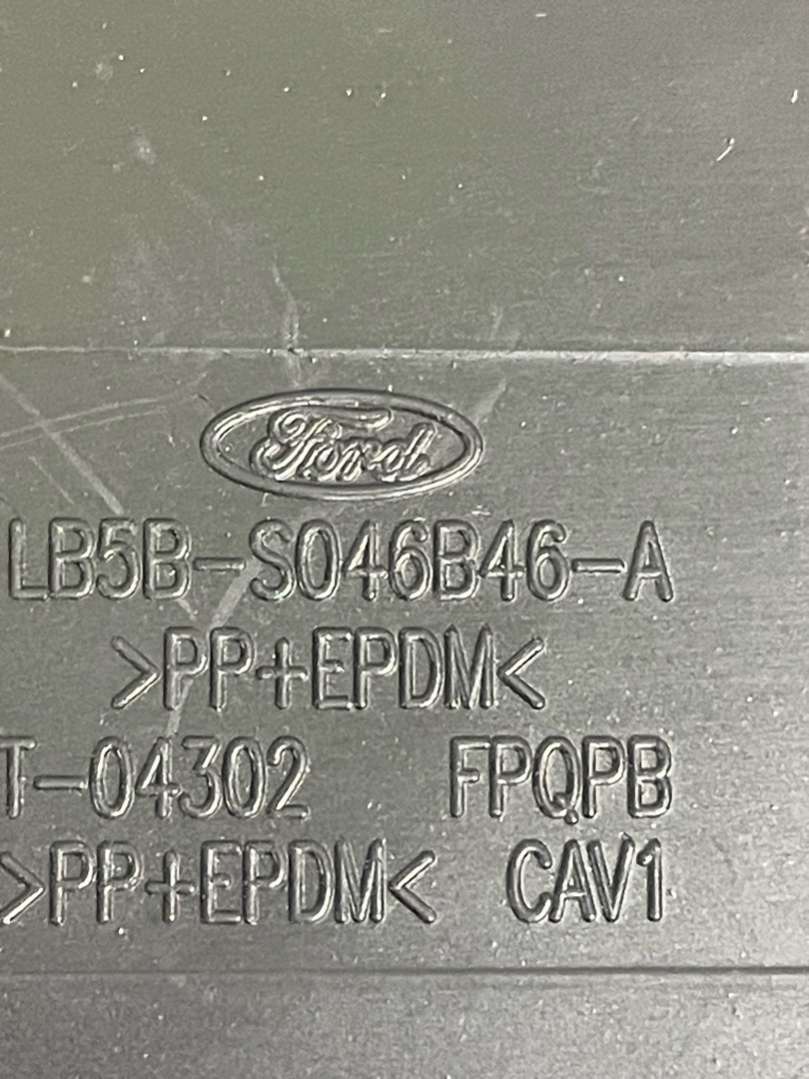 Ford
LB5B-S046B46-A
>PP+EPDM<
T-04302 FPQPB
>PP+EPDM< CAV1